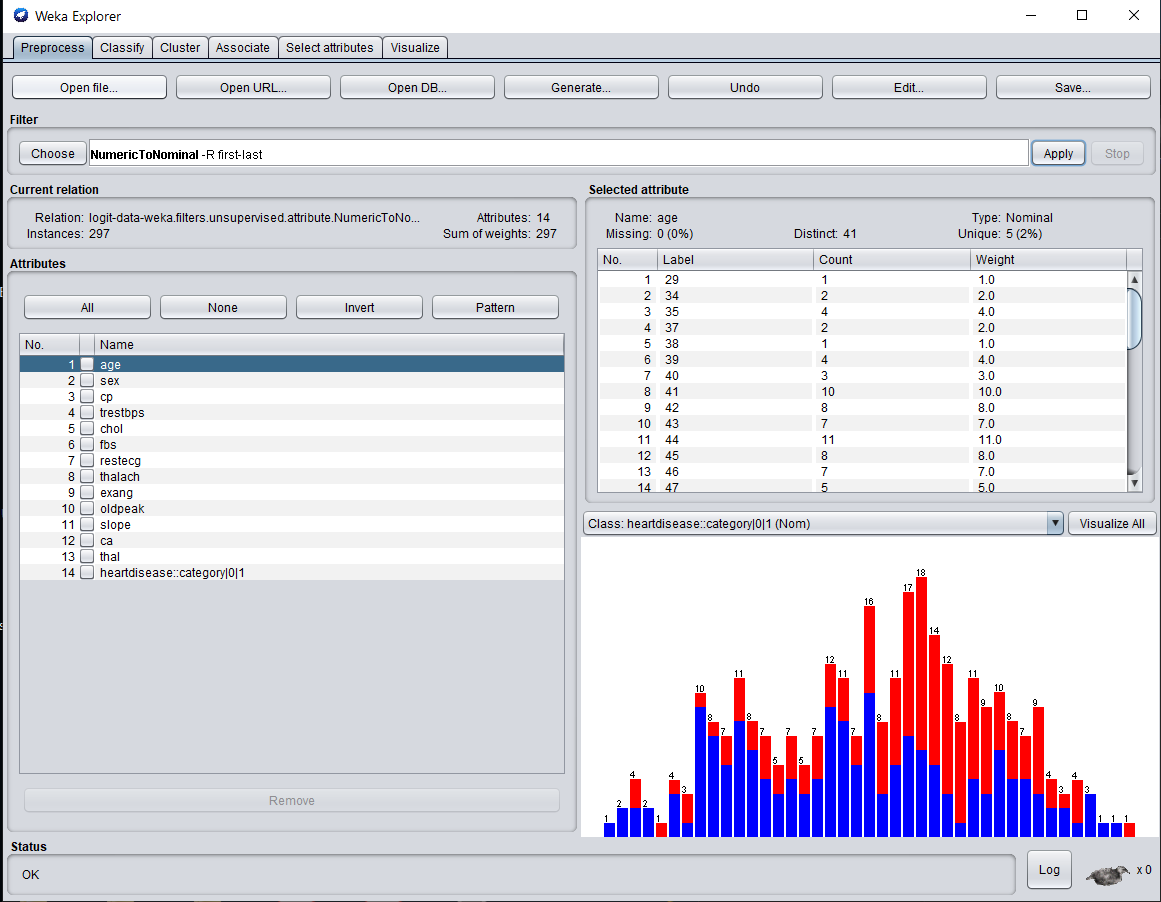 Weka Explorer
Preprocess Classify Cluster Associate Select attributes Visualize
Open file... Open URL... Open DB... Generate... Undo Edit... Save...
Filter
Choose NumericToNominal -R first-last Apply Stop
Current relation
Relation: logit-data-weka.filters.unsupervised.attribute.NumericToNo... Attributes: 14
Instances: 297 Sum of weights: 297
Attributes
All None Invert Pattern
No. Name
1 age
2 sex
3 cp
4 trestbps
5 chol
6 fbs
7 restecg
8 thalach
9 exang
10 oldpeak
11 slope
12 ca
13 thal
14 heartdisease::category|0|1
Remove
Selected attribute
Name: age Type: Nominal
Missing: 0 (0%) Distinct: 41 Unique: 5 (2%)
No. Label Count Weight
1 29 1 1.0
2 34 2 2.0
3 35 4 4.0
4 37 2 2.0
5 38 1 1.0
6 39 4 4.0
7 40 3 3.0
8 41 10 10.0
9 42 8 8.0
10 43 7 7.0
11 44 11 11.0
12 45 8 8.0
13 46 7 7.0
14 47 5 5.0
Class: heartdisease::category|0|1 (Nom) Visualize All
1 2 4 2 1 4 3 10 8 7 11 8 7 5 7 5 7 12 11 7 16 8 11 17 18 14 12 8 11 9 10 8 7 9 4 3 4 3 1 1 1
Status
OK Log x 0